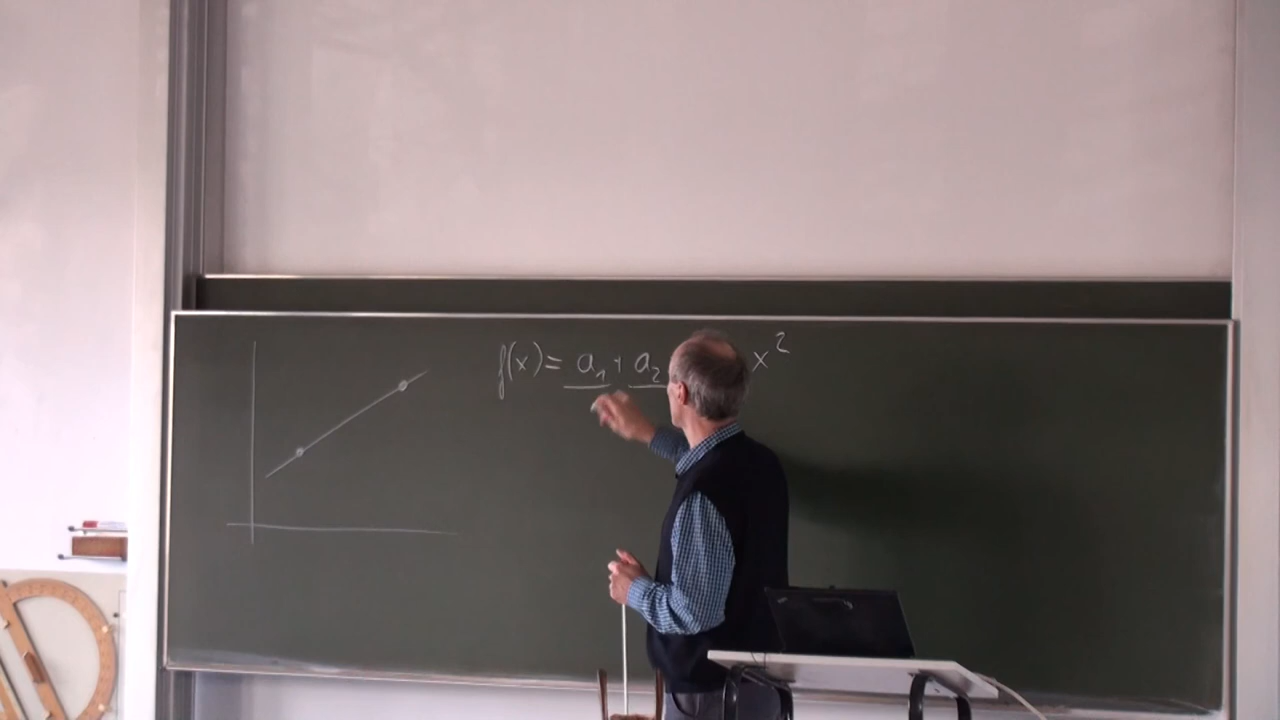 f(x) = a₁ + a₂ x²